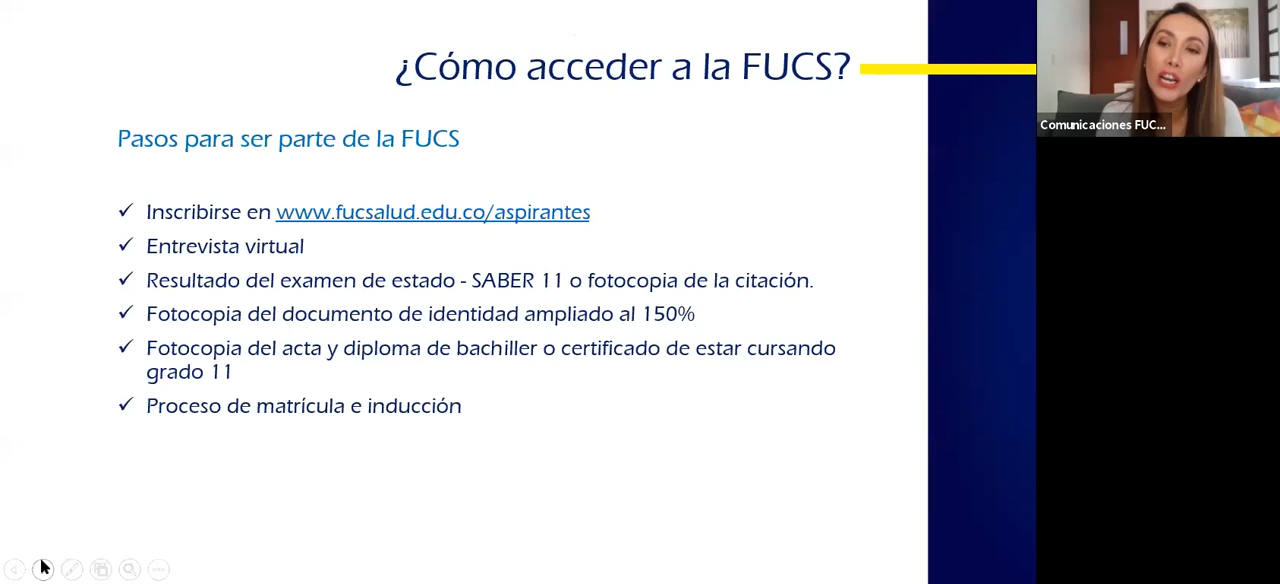 ¿Cómo acceder a la FUCS?
Comunicaciones FUC...
Pasos para ser parte de la FUCS
✓ Inscribirse en www.fucsalud.edu.co/aspirantes
✓ Entrevista virtual
✓ Resultado del examen de estado - SABER 11 o fotocopia de la citación.
✓ Fotocopia del documento de identidad ampliado al 150%
✓ Fotocopia del acta y diploma de bachiller o certificado de estar cursando
grado 11
✓ Proceso de matrícula e inducción